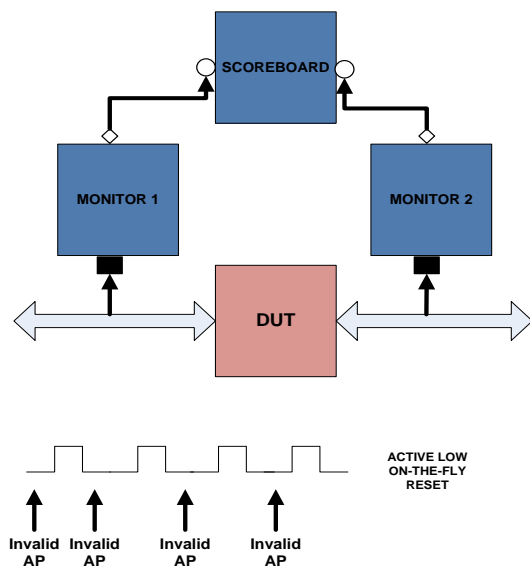 SCOREBOARD
MONITOR 1
MONITOR 2
DUT
ACTIVE LOW
ON-THE-FLY
RESET
Invalid
AP
Invalid
AP
Invalid
AP
Invalid
AP